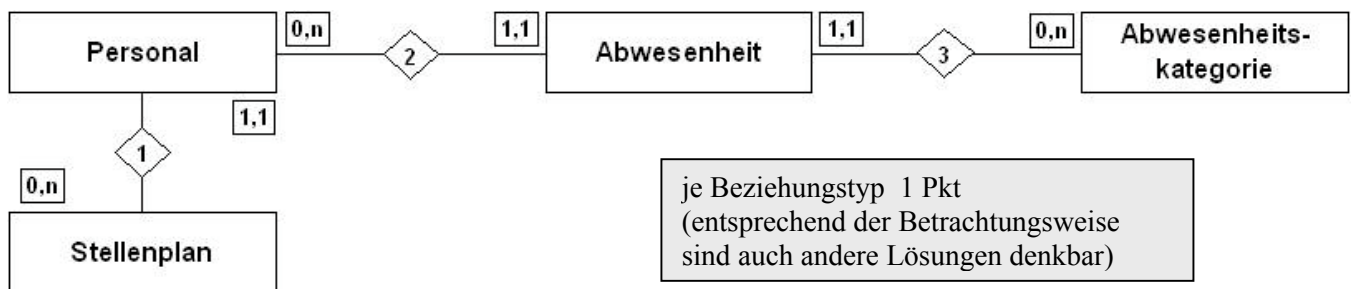 0,n
1,1
1,1
0,n
Personal
2
Abwesenheit
3
Abwesenheits-
kategorie
1,1
1
0,n
Stellenplan
je Beziehungstyp 1 Pkt
(entsprechend der Betrachtungsweise
sind auch andere Lösungen denkbar)